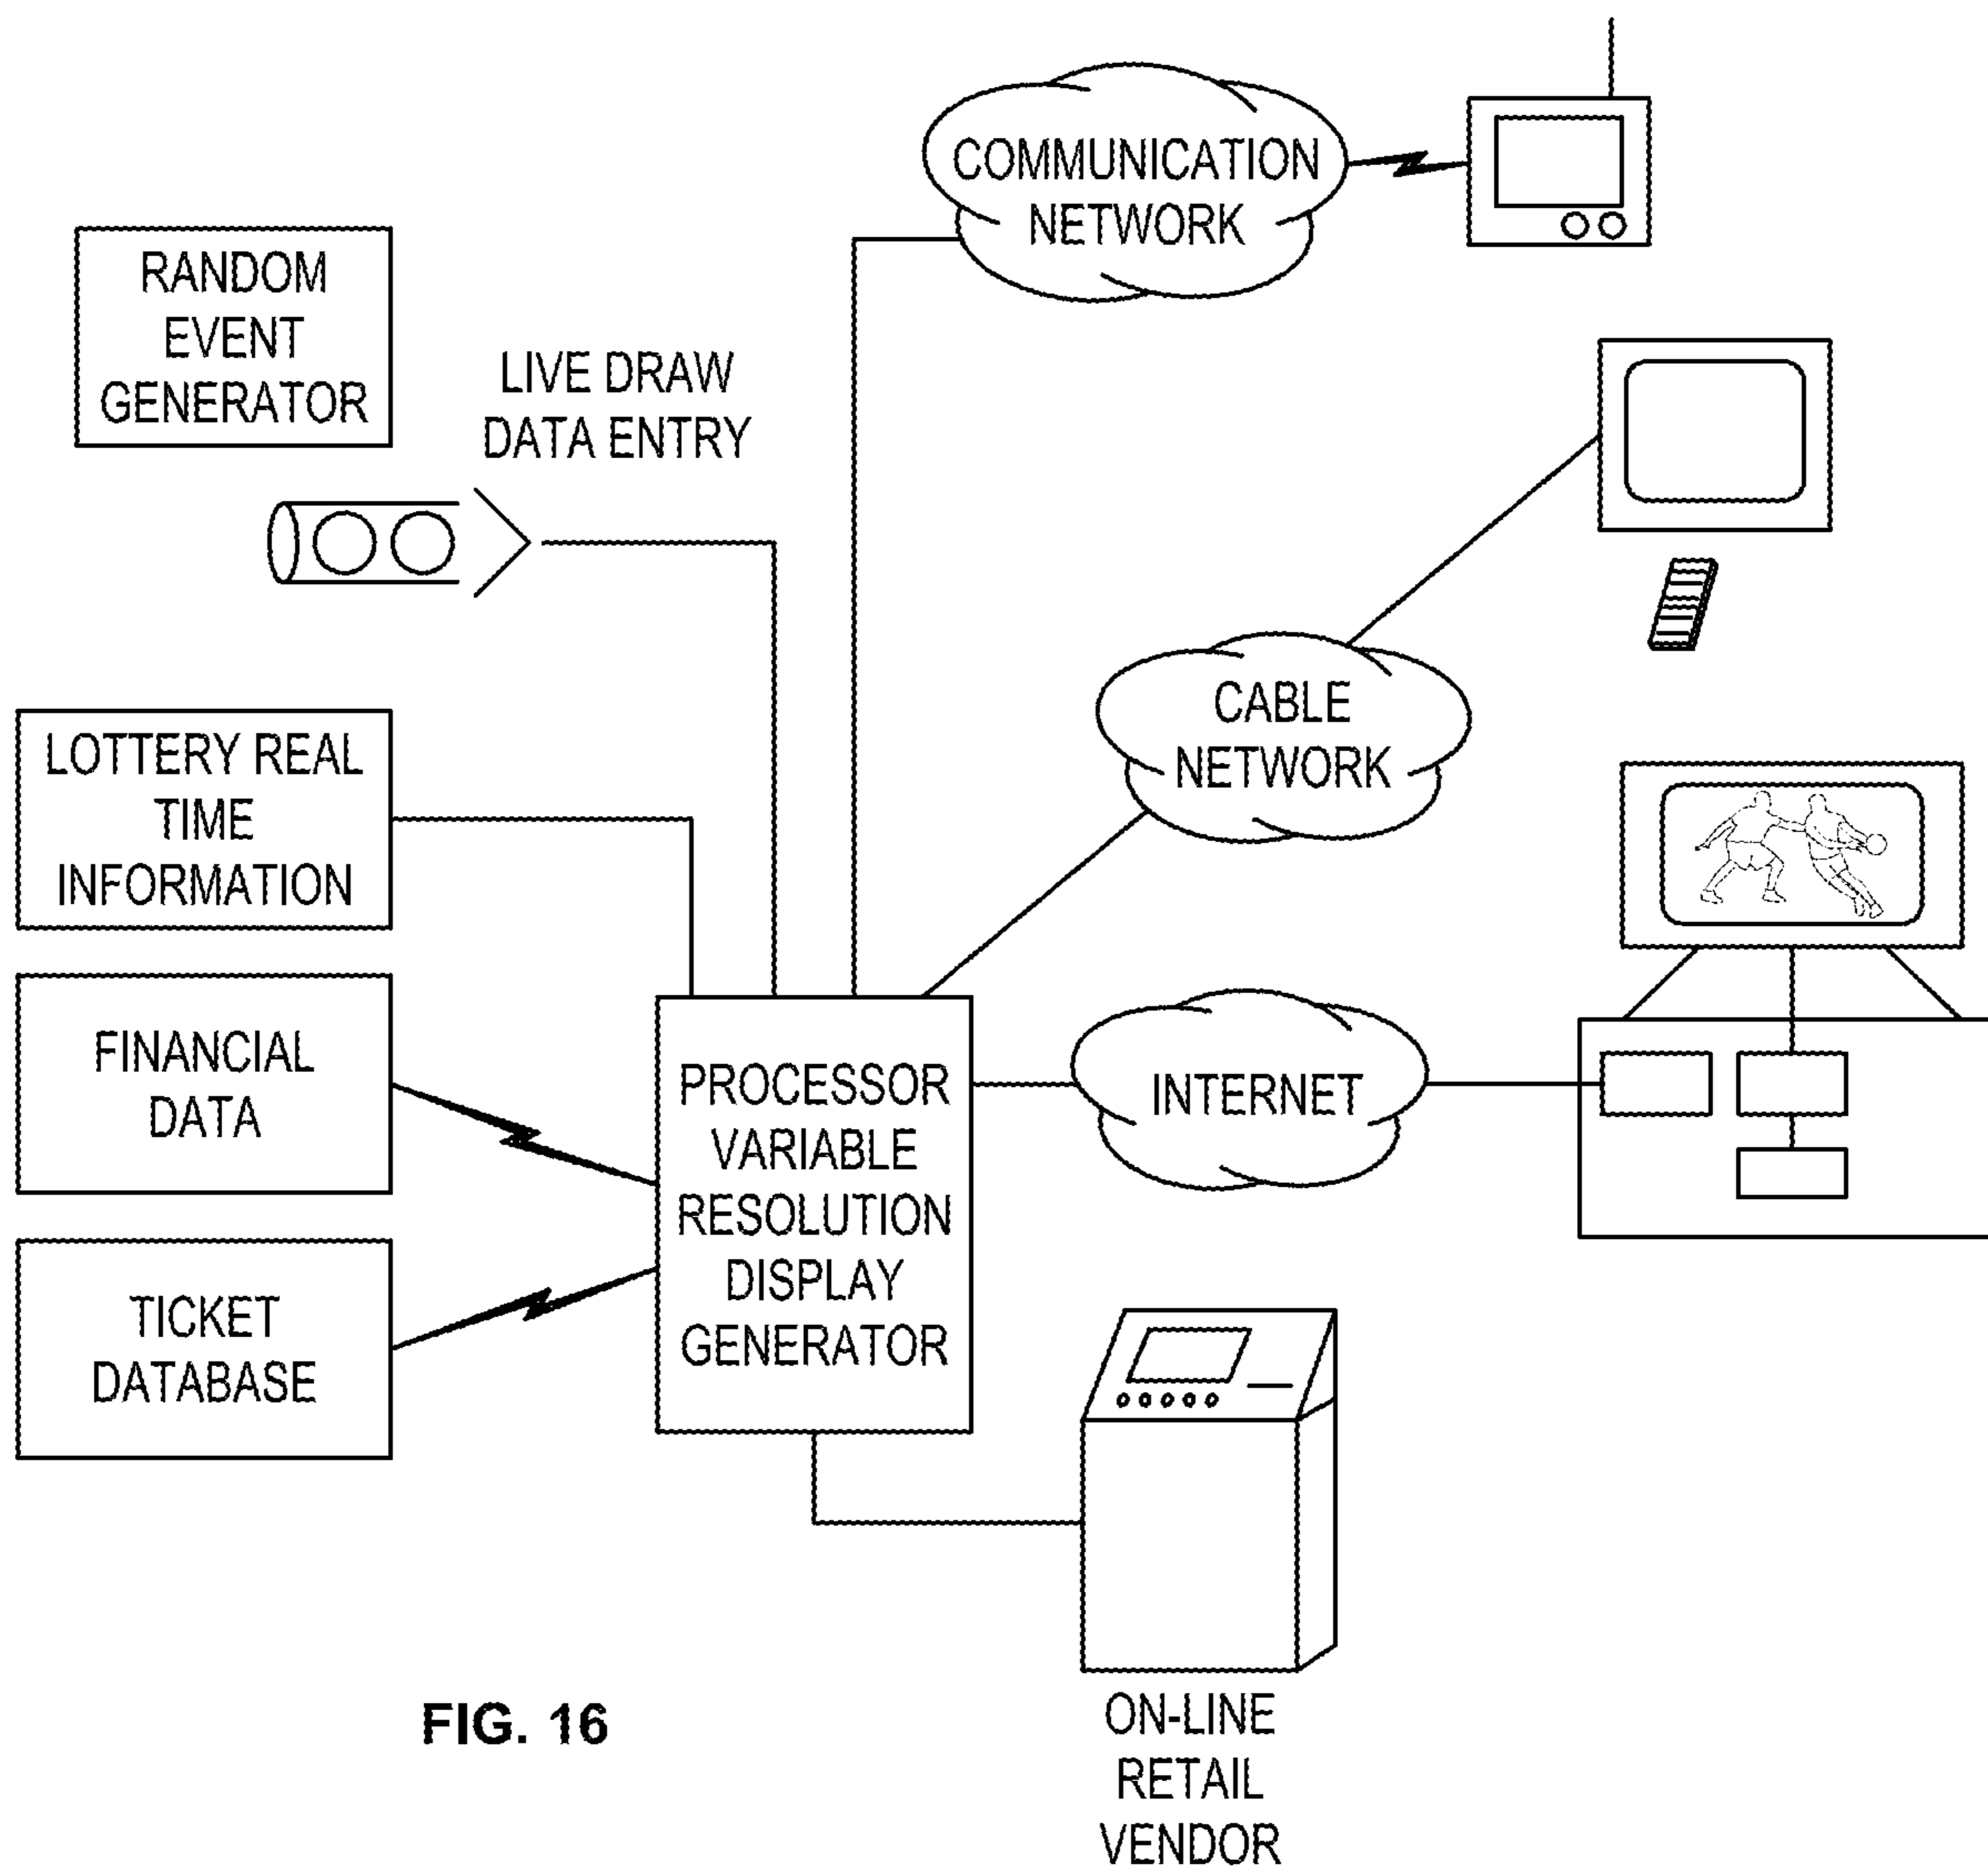 COMMUNICATION
NETWORK
RANDOM
EVENT
GENERATOR
LIVE DRAW
DATA ENTRY
CABLE
NETWORK
LOTTERY REAL
TIME
INFORMATION
FINANCIAL
DATA
PROCESSOR
VARIABLE
RESOLUTION
DISPLAY
GENERATOR
INTERNET
TICKET
DATABASE
ON-LINE
RETAIL
VENDOR
FIG. 16